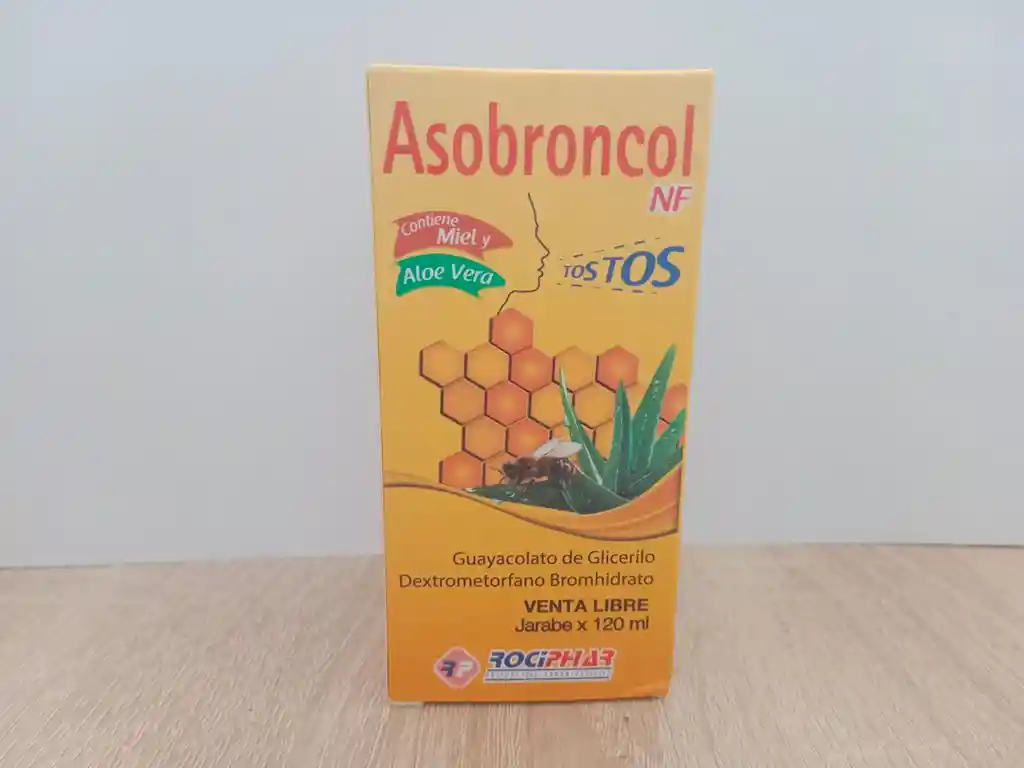 Asobroncol
NF
Contiene
Miel y
Aloe Vera
TOS TOS
Guayacolato de Glicerilo
Dextrometorfano Bromhidrato
VENTA LIBRE
Jarabe x 120 ml
RF ROCIPHAR